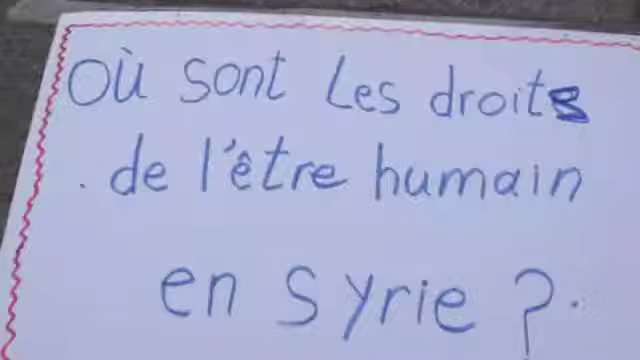 Où sont les droits
. de l'être humain
en Syrie ?.